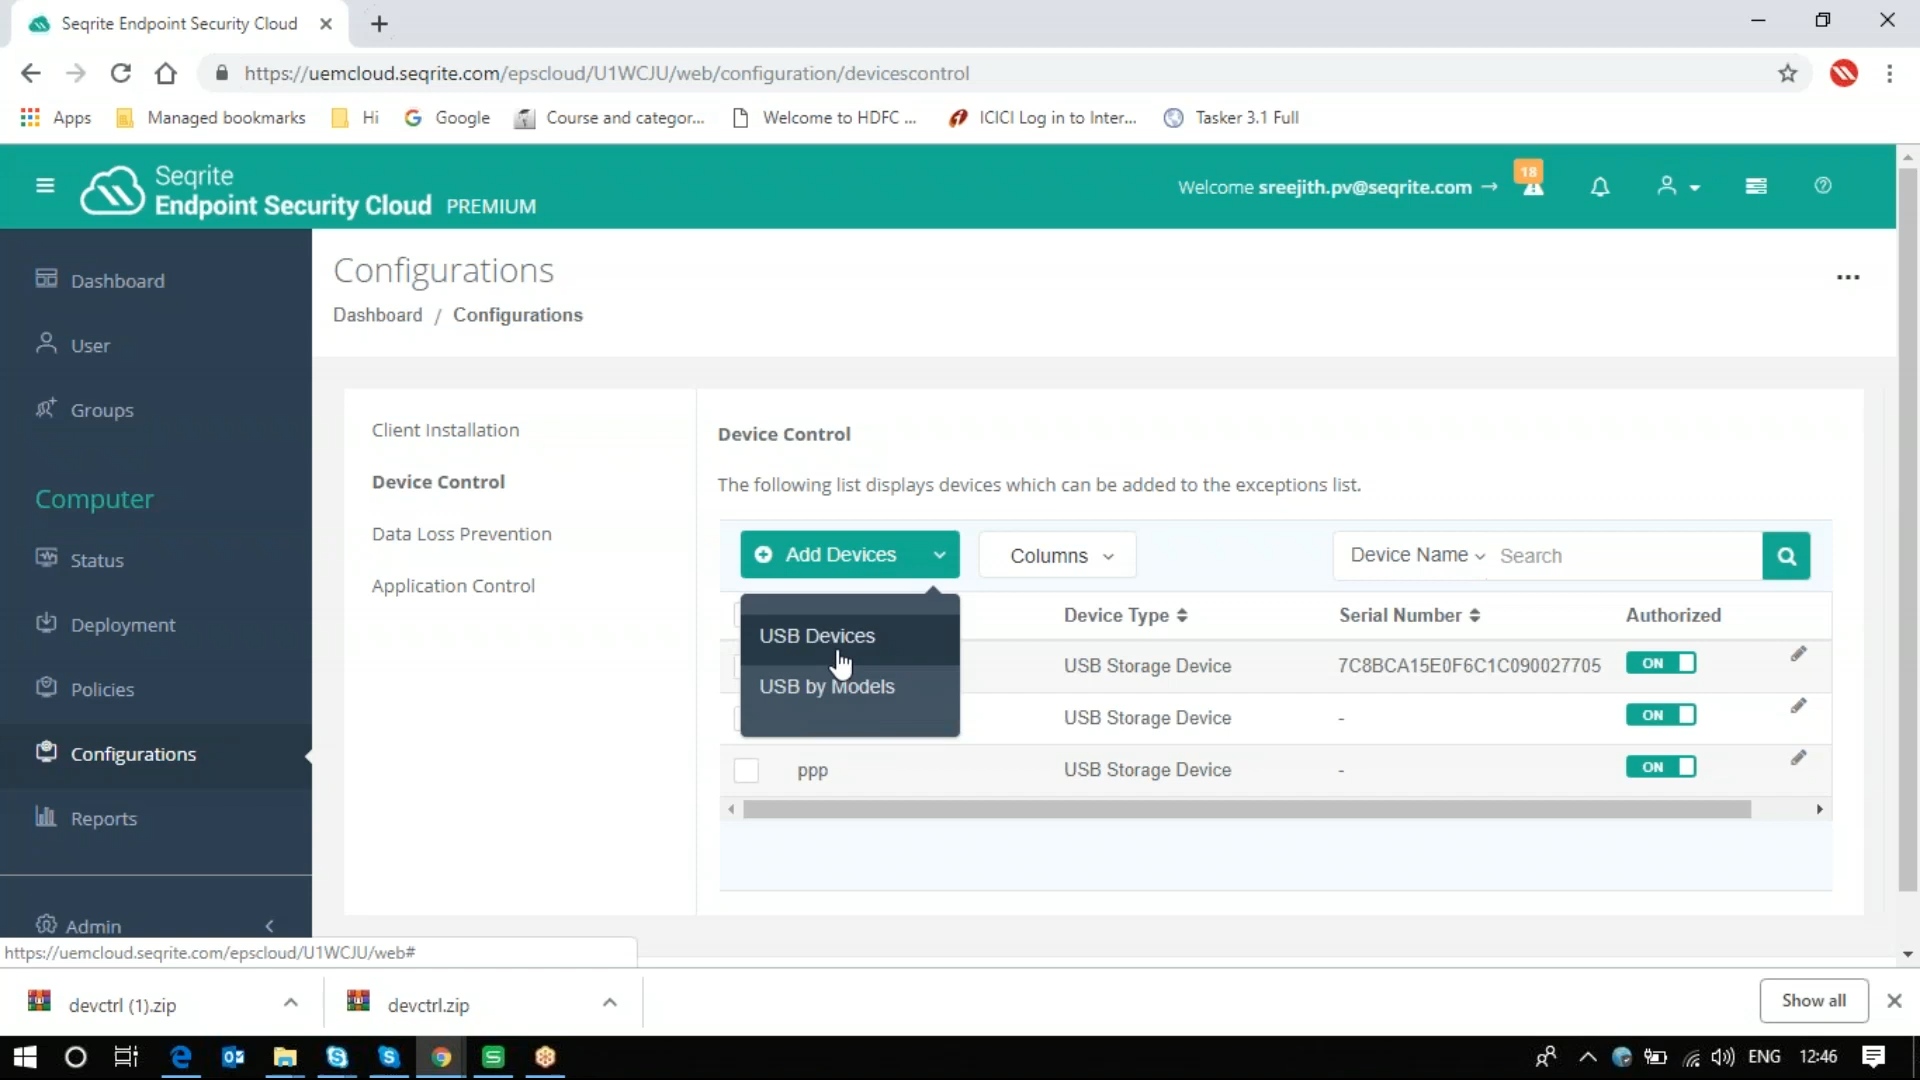 Seqrite Endpoint Security Cloud
https://uemcloud.seqrite.com/epscloud/U1WCJU/web/configuration/devicescontrol
Apps Managed bookmarks Hi Google Course and categor... Welcome to HDFC ... ICICI Log in to Inter... Tasker 3.1 Full
Seqrite
Endpoint Security Cloud PREMIUM
Welcome sreejith.pv@seqrite.com → 18
Dashboard
User
Groups
Computer
Status
Deployment
Policies
Configurations
Reports
Admin
Configurations
Dashboard / Configurations
Client Installation
Device Control
Data Loss Prevention
Application Control
Device Control
The following list displays devices which can be added to the exceptions list.
Add Devices Columns Device Name Search
USB Devices
USB by Models
Device Type Serial Number Authorized
USB Storage Device 7C8BCA15E0F6C1C090027705 ON
USB Storage Device - ON
ppp USB Storage Device - ON
https://uemcloud.seqrite.com/epscloud/U1WCJU/web#
devctrl (1).zip devctrl.zip Show all
ENG 12:46